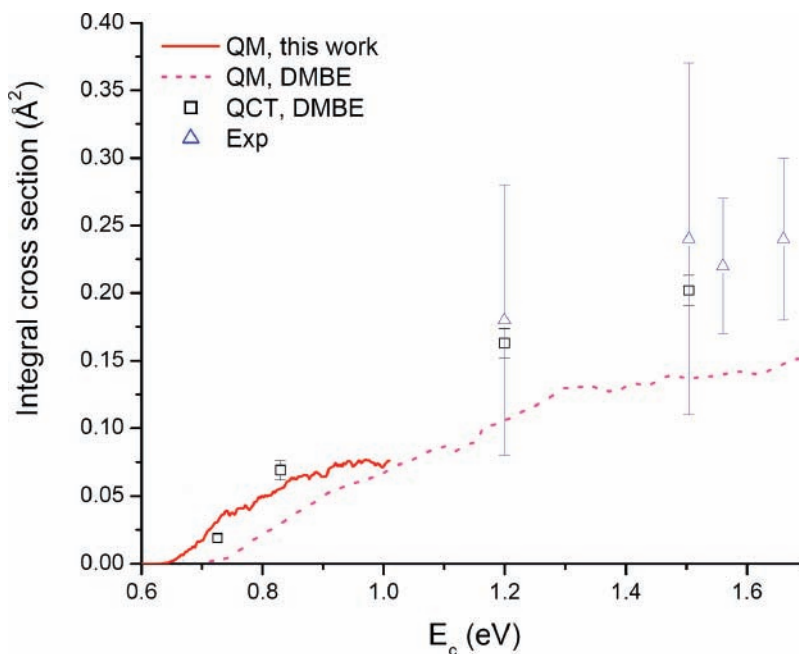 0.40
0.35
0.30
0.25
0.20
0.15
0.10
0.05
0.00
Integral cross section (Å²)
QM, this work
QM, DMBE
QCT, DMBE
Exp
0.6 0.8 1.0 1.2 1.4 1.6
E_c (eV)